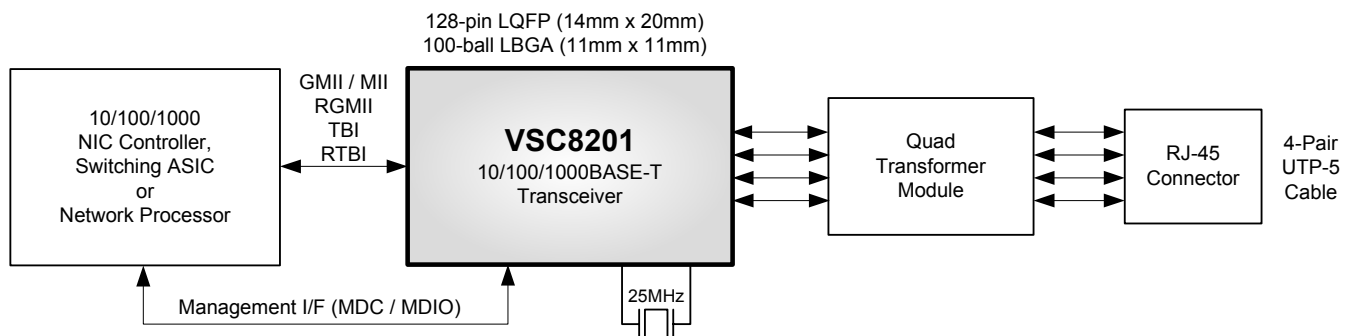 128-pin LQFP (14mm x 20mm)
100-ball LBGA (11mm x 11mm)
10/100/1000
NIC Controller,
Switching ASIC
or
Network Processor
GMII / MII
RGMII
TBI
RTBI
VSC8201
10/100/1000BASE-T
Transceiver
Quad
Transformer
Module
RJ-45
Connector
4-Pair
UTP-5
Cable
Management I/F (MDC / MDIO)
25MHz